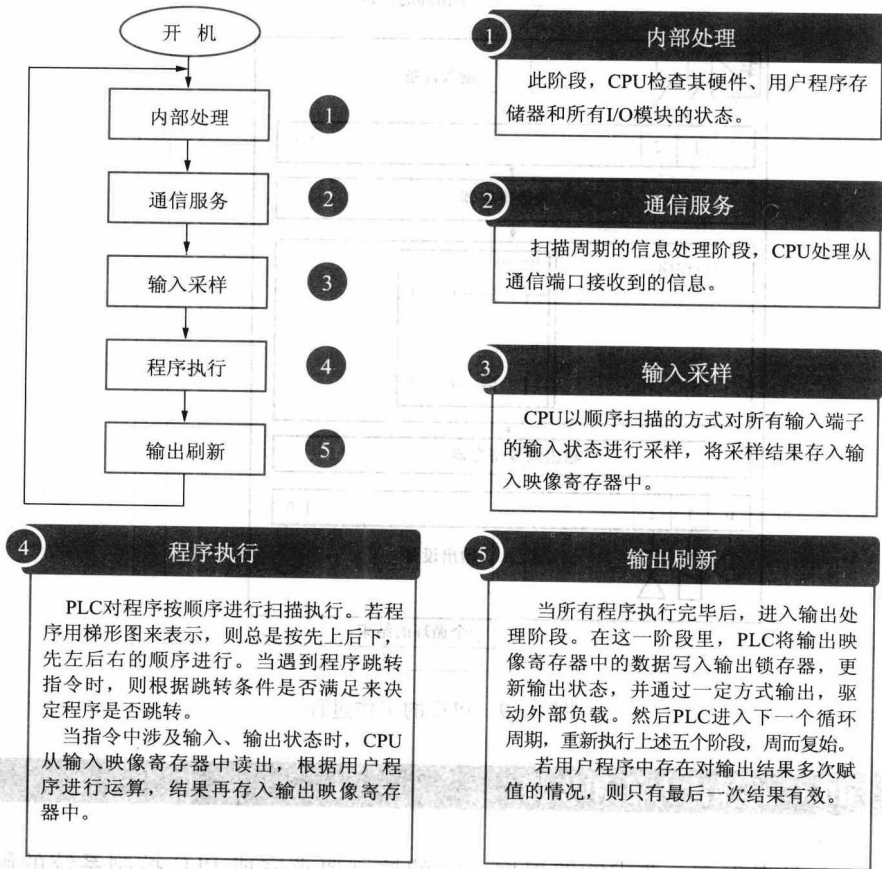 开 机
内部处理
1
通信服务
2
输入采样
3
程序执行
4
输出刷新
5
1 内部处理
此阶段，CPU检查其硬件、用户程序存
储器和所有I/O模块的状态。
2 通信服务
扫描周期的信息处理阶段，CPU处理从
通信端口接收到的信息。
3 输入采样
CPU以顺序扫描的方式对所有输入端子
的输入状态进行采样，将采样结果存入输
入映像寄存器中。
4 程序执行
PLC对程序按顺序进行扫描执行。若程
序用梯形图来表示，则总是按先上后下，
先左后右的顺序进行。当遇到程序跳转
指令时，则根据跳转条件是否满足来决
定程序是否跳转。
当指令中涉及输入、输出状态时，CPU
从输入映像寄存器中读出，根据用户程
序进行运算，结果再存入输出映像寄存
器中。
5 输出刷新
当所有程序执行完毕后，进入输出处
理阶段。在这一阶段里，PLC将输出映
像寄存器中的数据写入输出锁存器，更
新输出状态，并通过一定方式输出，驱
动外部负载。然后PLC进入下一个循环
周期，重新执行上述五个阶段，周而复始。
若用户程序中存在对输出结果多次赋
值的情况，则只有最后一次结果有效。